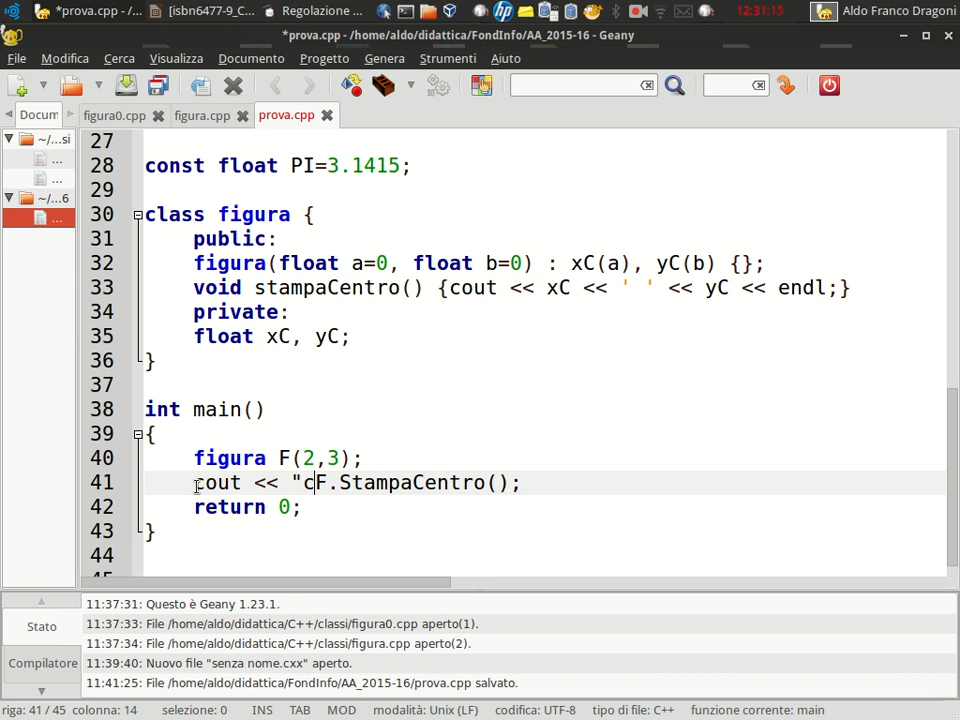 *prova.cpp - /...
[isbn6477-9_C...
Regolazione ...
12:31:15
Aldo Franco Dragoni
*prova.cpp - /home/aldo/didattica/FondInfo/AA_2015-16 - Geany
File Modifica Cerca Visualizza Documento Progetto Genera Strumenti Aiuto
Docum figura0.cpp figura.cpp prova.cpp
~/...si
...
...
~/...6
...
27
28 const float PI=3.1415;
29
30 class figura {
31 public:
32 figura(float a=0, float b=0) : xC(a), yC(b) {};
33 void stampaCentro() {cout << xC << ' ' << yC << endl;}
34 private:
35 float xC, yC;
36 }
37
38 int main()
39 {
40 figura F(2,3);
41 cout << "cF.StampaCentro();
42 return 0;
43 }
44
45
Stato
Compilatore
11:37:31: Questo è Geany 1.23.1.
11:37:33: File /home/aldo/didattica/C++/classi/figura0.cpp aperto(1).
11:37:34: File /home/aldo/didattica/C++/classi/figura.cpp aperto(2).
11:39:40: Nuovo file "senza nome.cxx" aperto.
11:41:25: File /home/aldo/didattica/FondInfo/AA_2015-16/prova.cpp salvato.
riga: 41 / 45 colonna: 14 selezione: 0 INS TAB MOD modalità: Unix (LF) codifica: UTF-8 tipo di file: C++ funzione corrente: main